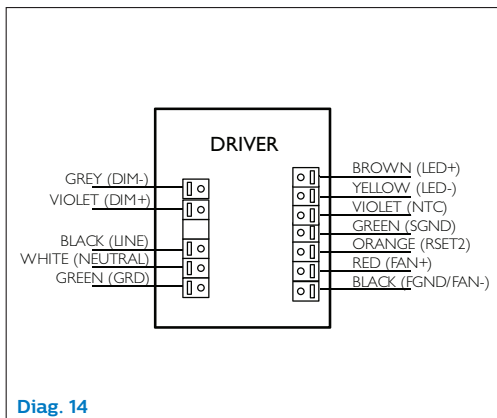 DRIVER
GREY (DIM-)
VIOLET (DIM+)
BLACK (LINE)
WHITE (NEUTRAL)
GREEN (GRD)
BROWN (LED+)
YELLOW (LED-)
VIOLET (NTC)
GREEN (SGND)
ORANGE (RSET2)
RED (FAN+)
BLACK (FGND/FAN-)
Diag. 14